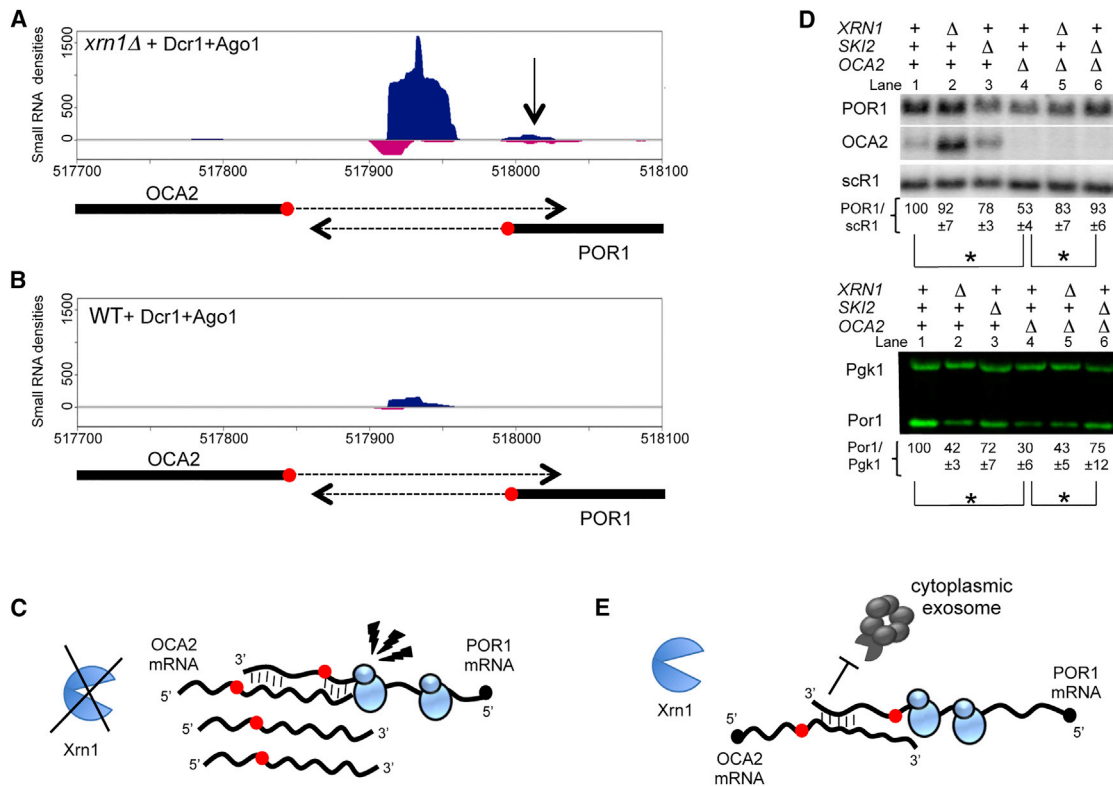 A
xrn1Δ + Dcr1+Ago1
Small RNA densities
1500
500
0
517700 517800 517900 518000 518100
OCA2
POR1
B
WT+ Dcr1+Ago1
Small RNA densities
1500
500
0
517700 517800 517900 518000 518100
OCA2
POR1
C
Xrn1
OCA2
mRNA
POR1
mRNA
3'
5'
5'
5' 3'
5' 3'
D
XRN1 + Δ + + Δ +
SKI2 + + Δ + + Δ
OCA2 + + + Δ Δ Δ
Lane 1 2 3 4 5 6
POR1
OCA2
scR1
POR1/ 100 92 78 53 83 93
scR1 ±7 ±3 ±4 ±7 ±6
* *
XRN1 + Δ + + Δ +
SKI2 + + Δ + + Δ
OCA2 + + + Δ Δ Δ
Lane 1 2 3 4 5 6
Pgk1
Por1
Por1/ 100 42 72 30 43 75
Pgk1 ±3 ±7 ±6 ±5 ±12
* *
E
cytoplasmic
exosome
Xrn1
POR1
mRNA
3'
5'
5'
OCA2
mRNA
3'